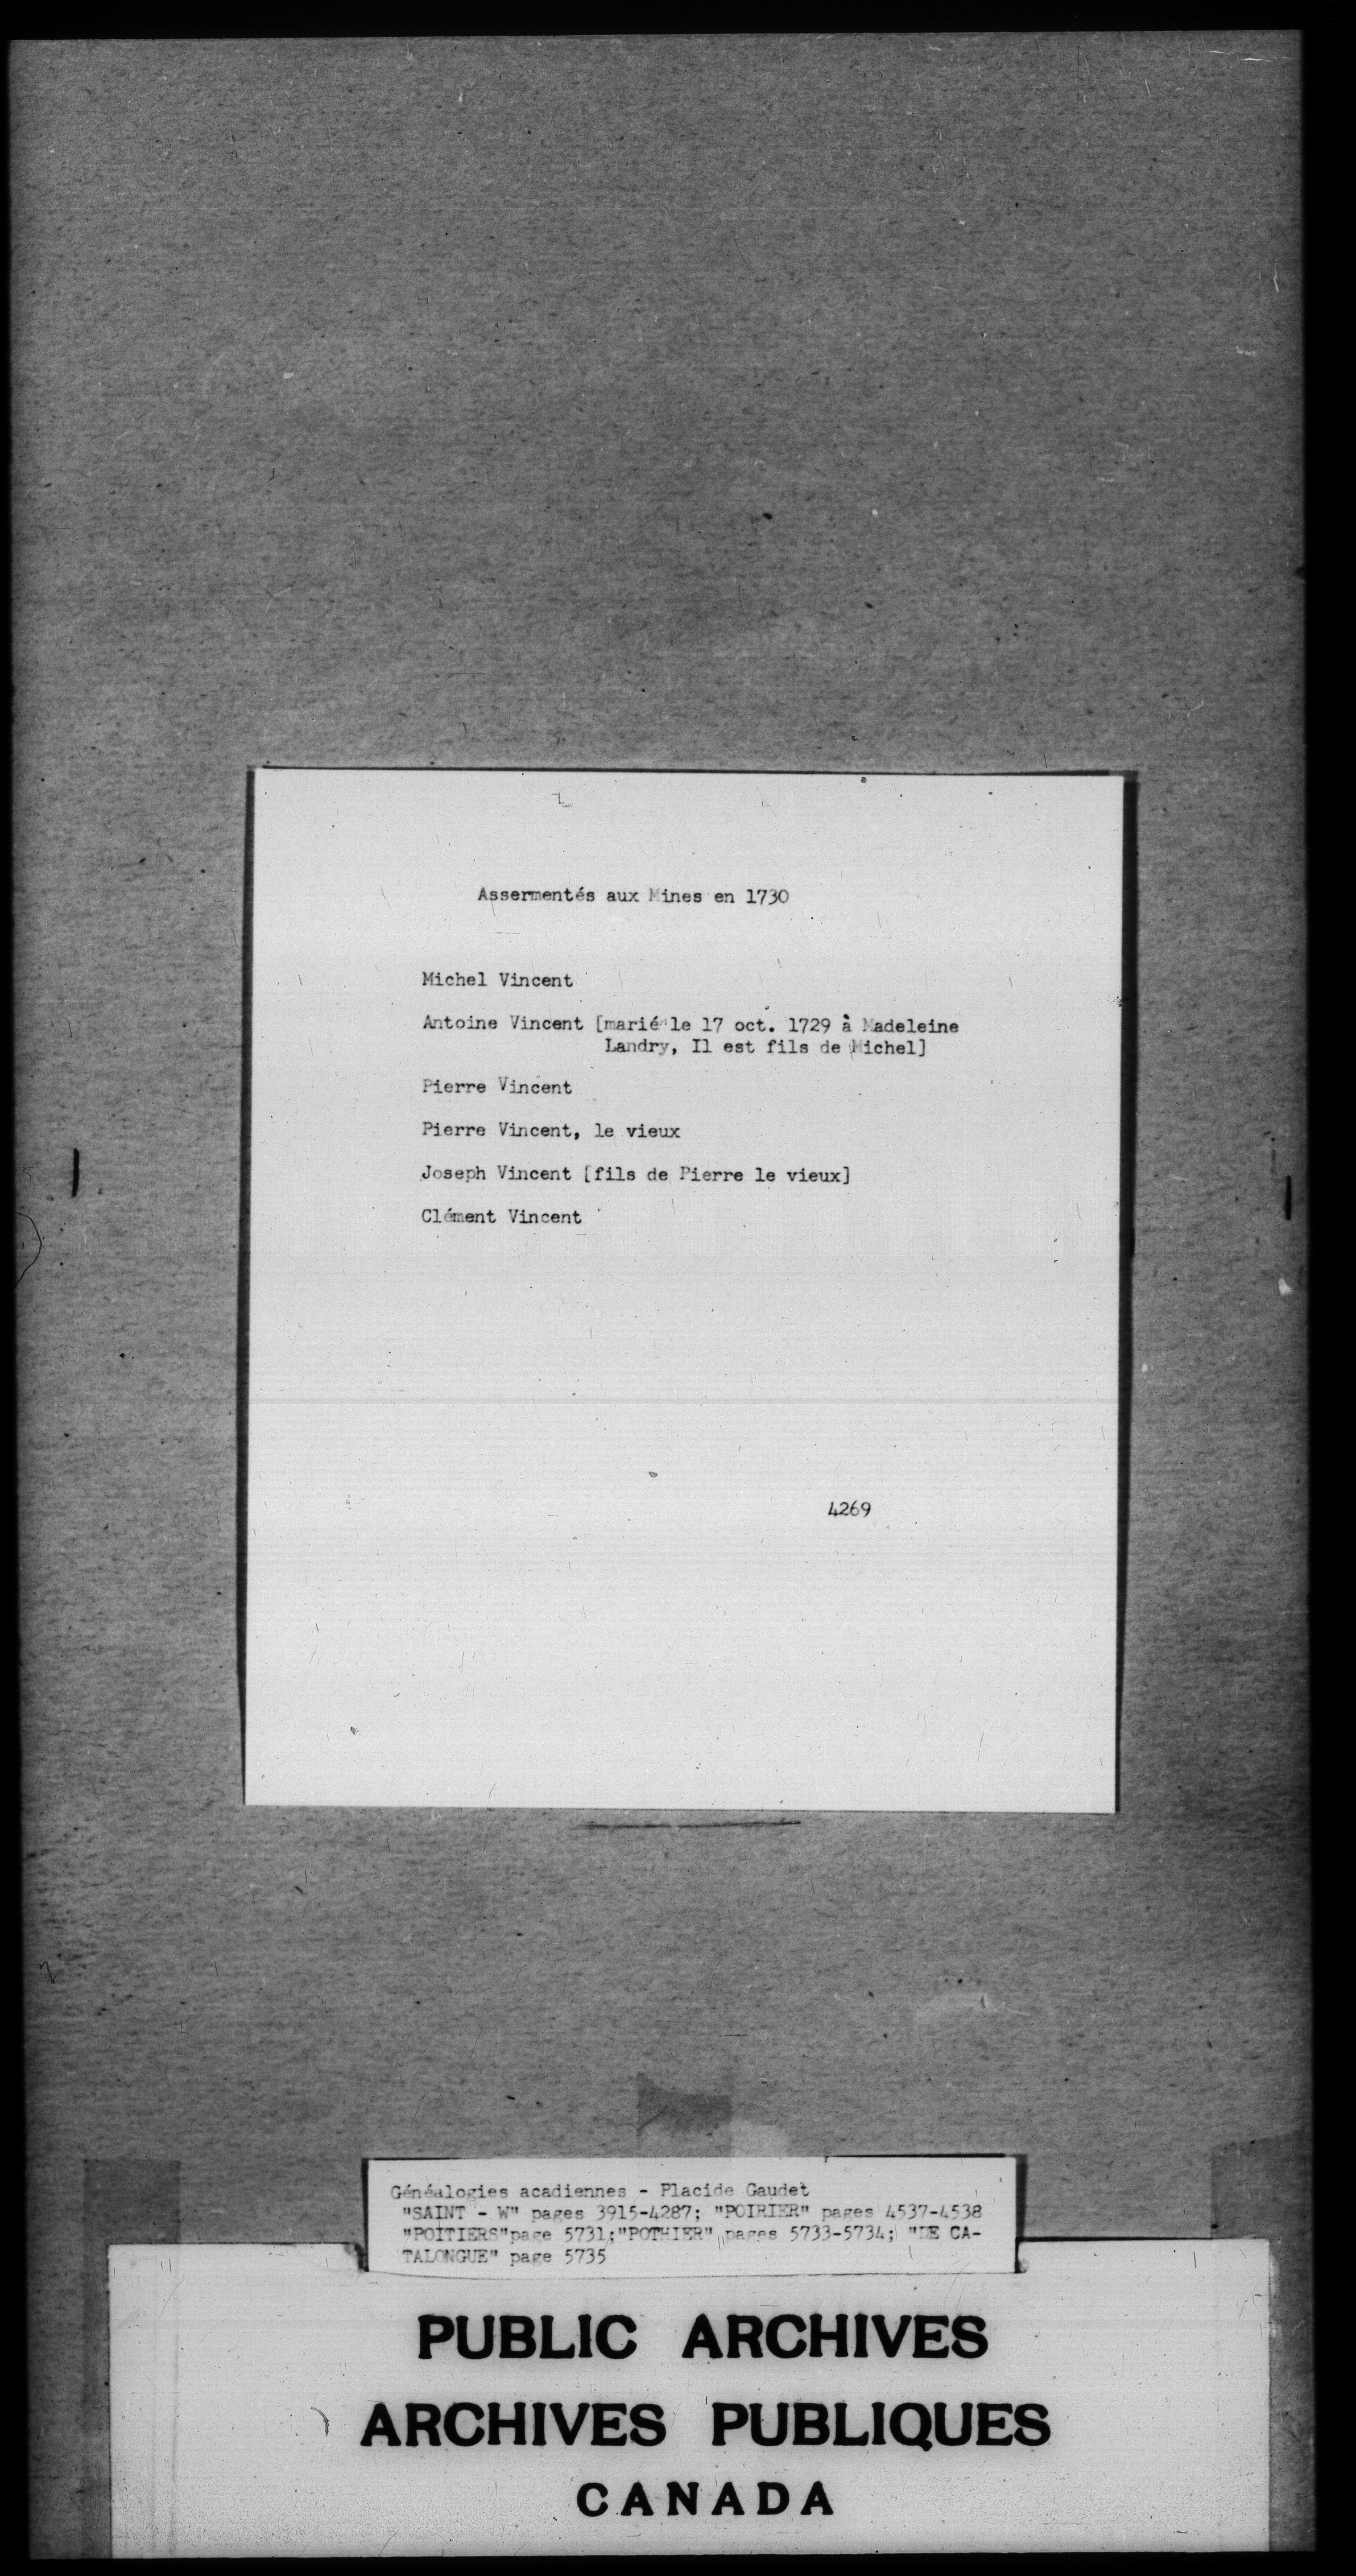 Assermentés aux Mines en 1730
Michel Vincent
Antoine Vincent [marié le 17 oct. 1729 à Madeleine
Landry, Il est fils de Michel]
Pierre Vincent
Pierre Vincent, le vieux
Joseph Vincent [fils de Pierre le vieux]
Clément Vincent
4269
Généalogies acadiennes - Placide Gaudet
"SAINT - W" pages 3915-4287; "POIRIER" pages 4537-4538
"POITIERS"page 5731;"POTHIER" pages 5733-5734; "DE CA-
TALONGUE" page 5735
PUBLIC ARCHIVES
ARCHIVES PUBLIQUES
CANADA